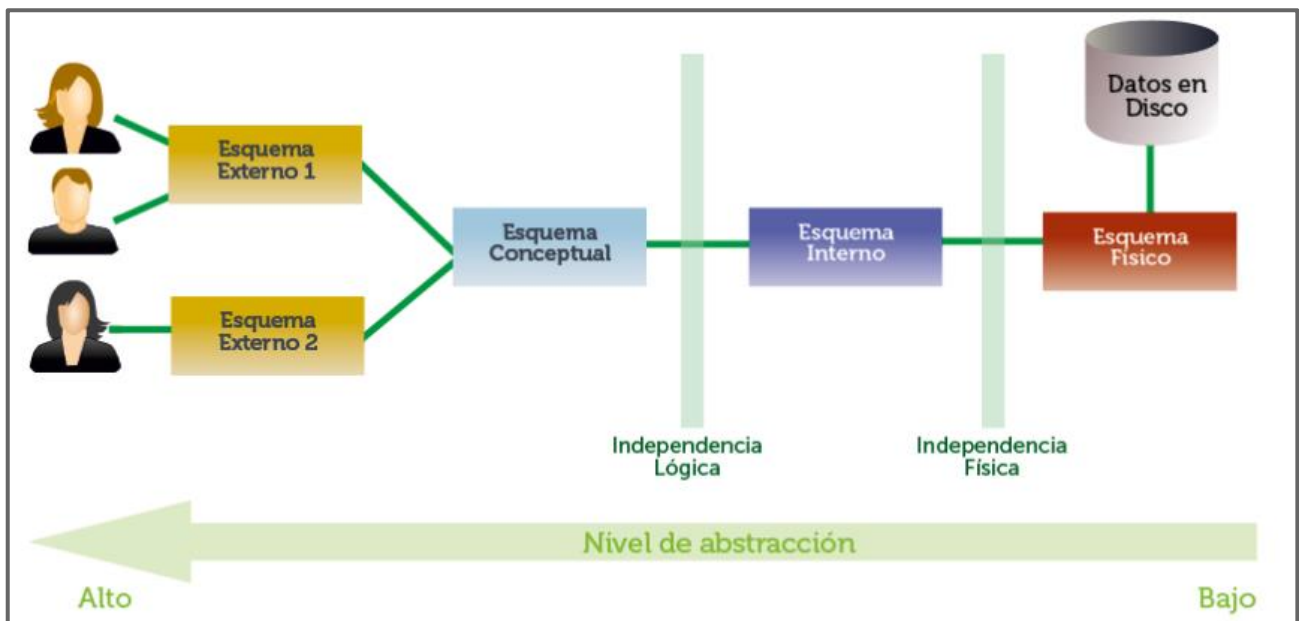 Esquema
Externo 1
Esquema
Externo 2
Esquema
Conceptual
Esquema
Interno
Datos en
Disco
Esquema
Físico
Independencia
Lógica
Independencia
Física
Nivel de abstracción
Alto
Bajo